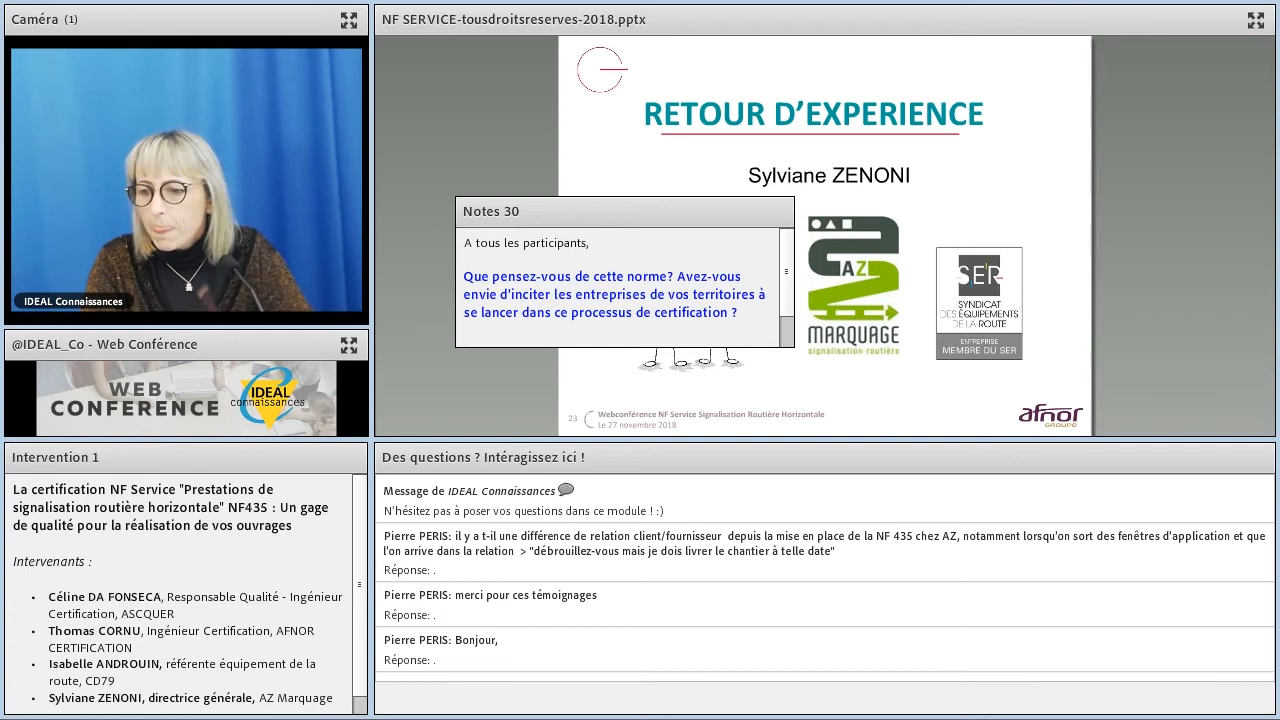 Caméra (1)
IDEAL Connaissances
@IDEAL_Co - Web Conférence
WEB
CONFERENCE
IDEAL
connaissances
Intervention 1
La certification NF Service "Prestations de
signalisation routière horizontale" NF435 : Un gage
de qualité pour la réalisation de vos ouvrages
Intervenants :
• Céline DA FONSECA, Responsable Qualité - Ingénieur
Certification, ASCQUER
• Thomas CORNU, Ingénieur Certification, AFNOR
CERTIFICATION
• Isabelle ANDROUIN, référente équipement de la
route, CD79
• Sylviane ZENONI, directrice générale, AZ Marquage
NF SERVICE-tousdroitsreserves-2018.pptx
RETOUR D'EXPERIENCE
Sylviane ZENONI
Notes 30
A tous les participants,
Que pensez-vous de cette norme? Avez-vous
envie d'inciter les entreprises de vos territoires à
se lancer dans ce processus de certification ?
AZ
MARQUAGE
signalisation routière
SER
SYNDICAT
DES ÉQUIPEMENTS
DE LA ROUTE
ENTREPRISE
MEMBRE DU SER
23
Webconférence NF Service Signalisation Routière Horizontale
Le 27 novembre 2018
afnor
GROUPE
Des questions ? Intéragissez ici !
Message de IDEAL Connaissances
N'hésitez pas à poser vos questions dans ce module ! :)
Pierre PERIS: il y a t-il une différence de relation client/fournisseur depuis la mise en place de la NF 435 chez AZ, notamment lorsqu'on sort des fenêtres d'application et que
l'on arrive dans la relation > "débrouillez-vous mais je dois livrer le chantier à telle date"
Réponse: .
Pierre PERIS: merci pour ces témoignages
Réponse: .
Pierre PERIS: Bonjour,
Réponse: .